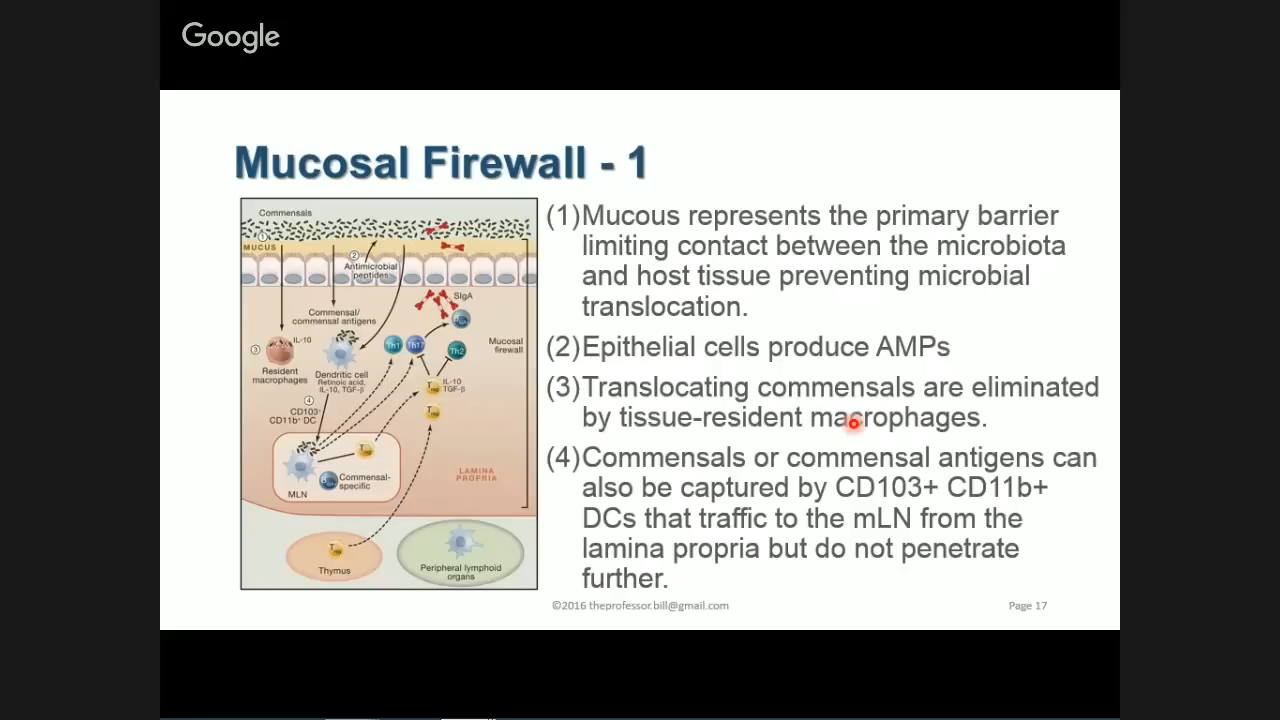 Google
Mucosal Firewall - 1
Commensals
1
MUCUS
2
Antimicrobial
peptides
SIgA
Commensal/
commensal antigens
3
IL-10
Resident
macrophages
Dendritic cell
Retinoic acid,
IL-10, TGF-β
Th1
Th17
Th2
Mucosal
firewall
4
CD103+
CD11b+ DC
IL-10
TGF-β
Commensal-
specific
MLN
LAMINA
PROPRIA
Thymus
Peripheral lymphoid
organs
(1)Mucous represents the primary barrier
limiting contact between the microbiota
and host tissue preventing microbial
translocation.
(2)Epithelial cells produce AMPs
(3)Translocating commensals are eliminated
by tissue-resident macrophages.
(4)Commensals or commensal antigens can
also be captured by CD103+ CD11b+
DCs that traffic to the mLN from the
lamina propria but do not penetrate
further.
©2016 theprofessor.bill@gmail.com
Page 17